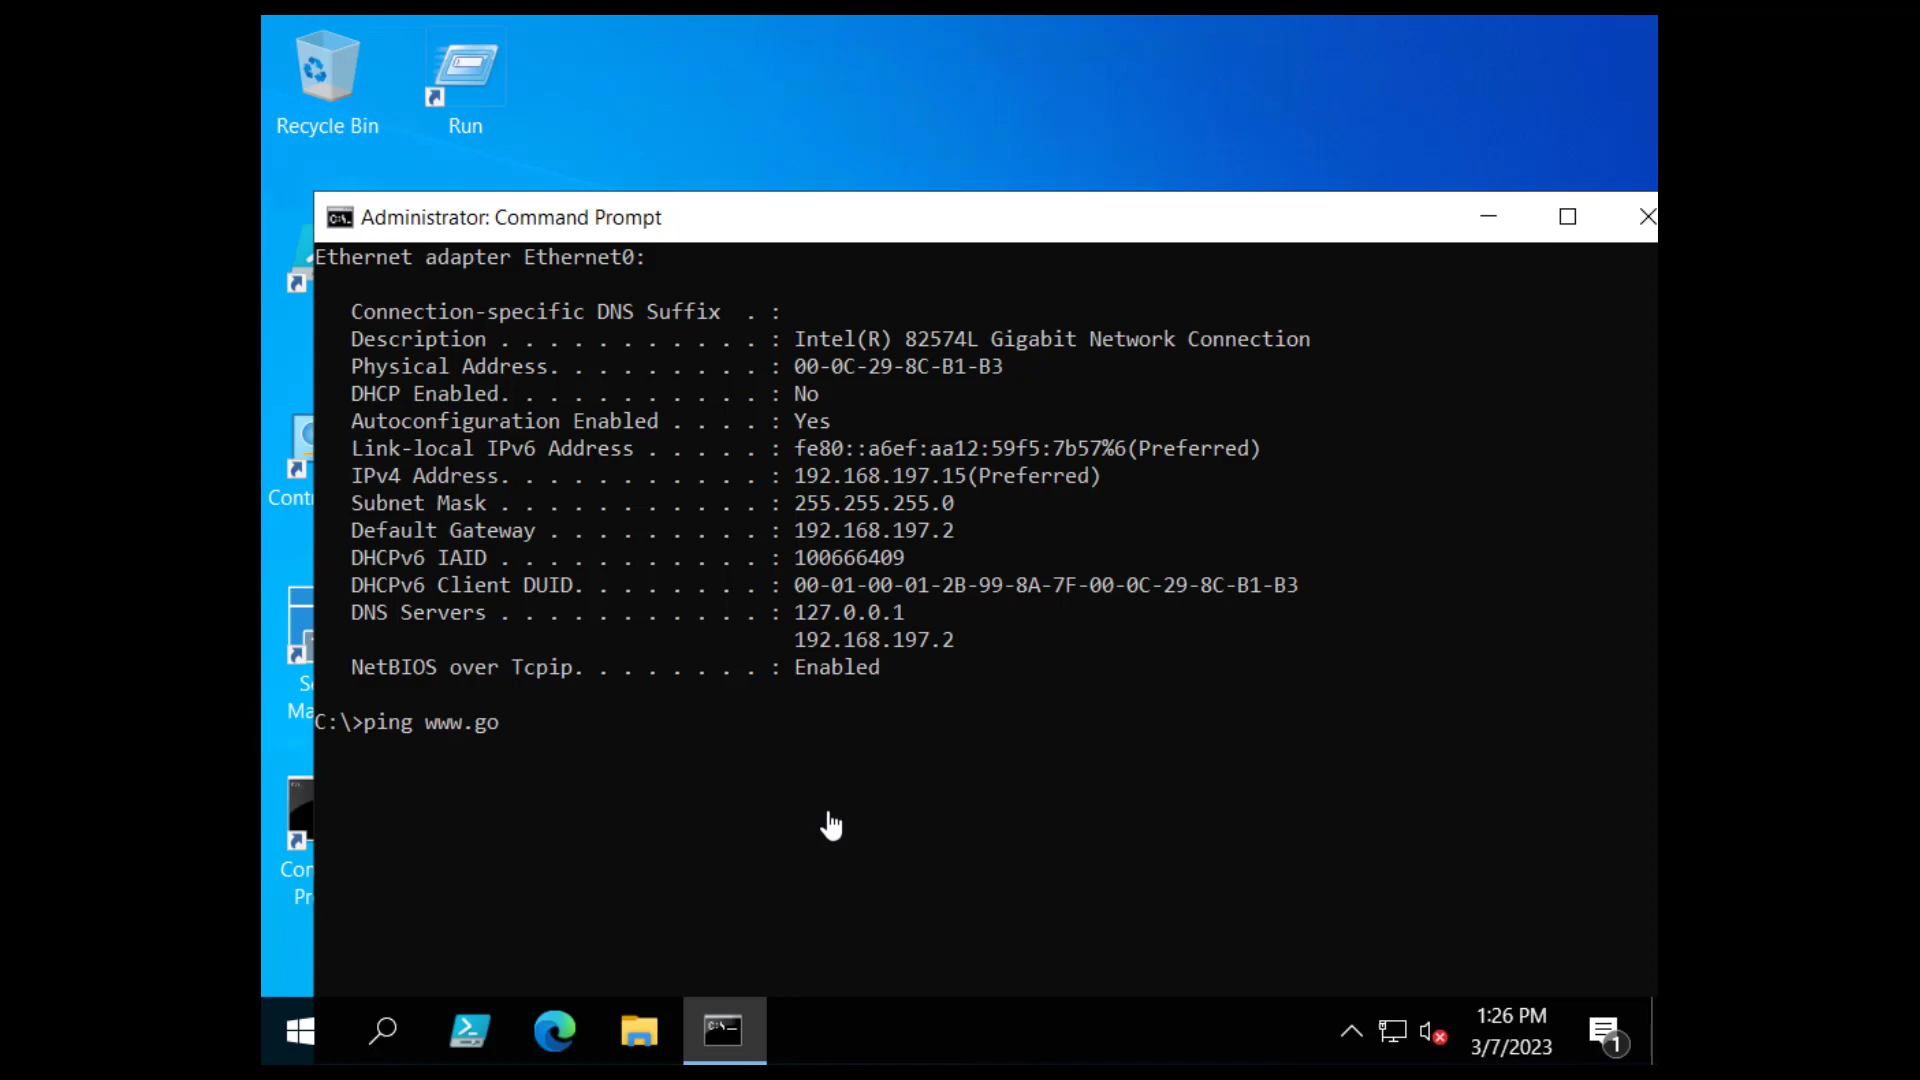 Recycle Bin
Run
Administrator: Command Prompt
Ethernet adapter Ethernet0:
Connection-specific DNS Suffix  . :
Description . . . . . . . . . . . : Intel(R) 82574L Gigabit Network Connection
Physical Address. . . . . . . . . : 00-0C-29-8C-B1-B3
DHCP Enabled. . . . . . . . . . . : No
Autoconfiguration Enabled . . . . : Yes
Link-local IPv6 Address . . . . . : fe80::a6ef:aa12:59f5:7b57%6(Preferred)
IPv4 Address. . . . . . . . . . . : 192.168.197.15(Preferred)
Subnet Mask . . . . . . . . . . . : 255.255.255.0
Default Gateway . . . . . . . . . : 192.168.197.2
DHCPv6 IAID . . . . . . . . . . . : 100666409
DHCPv6 Client DUID. . . . . . . . : 00-01-00-01-2B-99-8A-7F-00-0C-29-8C-B1-B3
DNS Servers . . . . . . . . . . . : 127.0.0.1
192.168.197.2
NetBIOS over Tcpip. . . . . . . . : Enabled
C:\>ping www.go
Cont
Se
Ma
Con
Pr
1:26 PM
3/7/2023
1